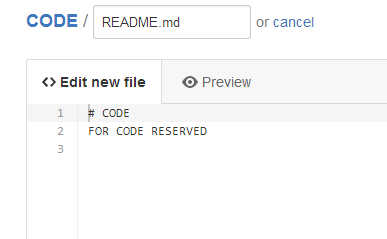 CODE / README.md or cancel
<> Edit new file Preview
1 # CODE
2 FOR CODE RESERVED
3